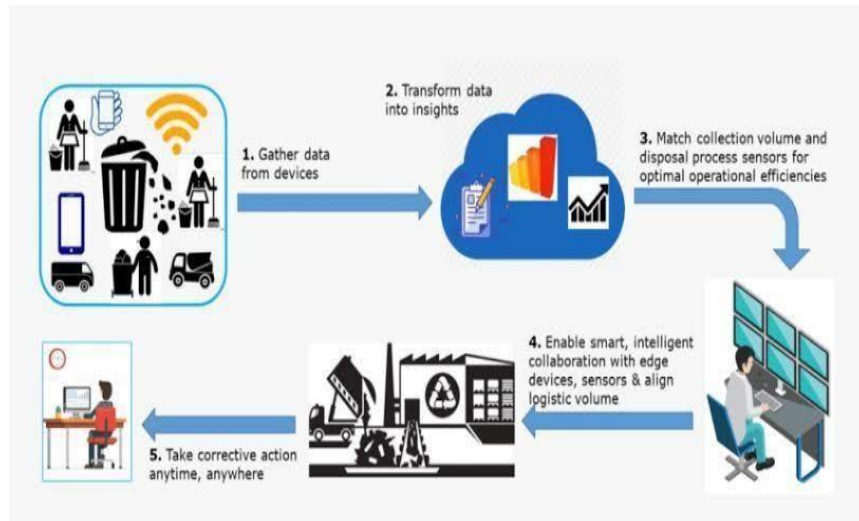 1. Gather data
from devices
2. Transform data
into insights
3. Match collection volume and
disposal process sensors for
optimal operational efficiencies
4. Enable smart, intelligent
collaboration with edge
devices, sensors & align
logistic volume
5. Take corrective action
anytime, anywhere